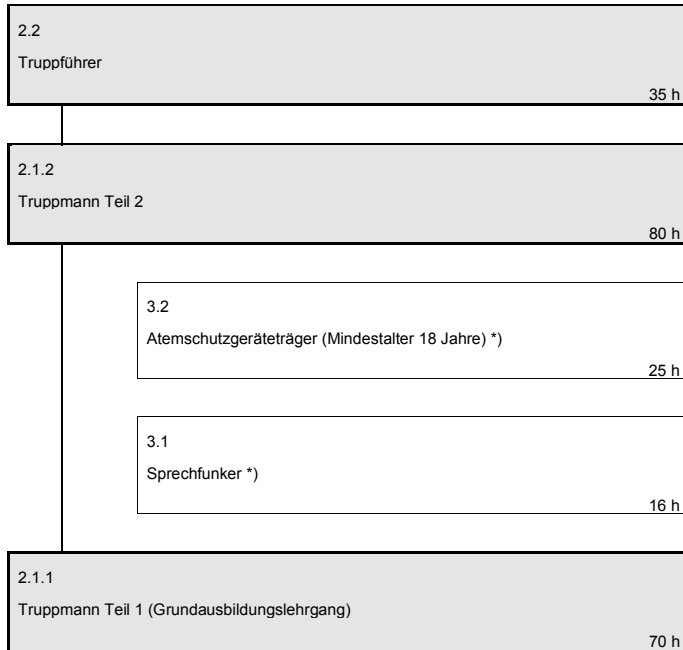 2.2
Truppführer
35 h
2.1.2
Truppmann Teil 2
80 h
3.2
Atemschutzgeräteträger (Mindestalter 18 Jahre) *)
25 h
3.1
Sprechfunker *)
16 h
2.1.1
Truppmann Teil 1 (Grundausbildungslehrgang)
70 h